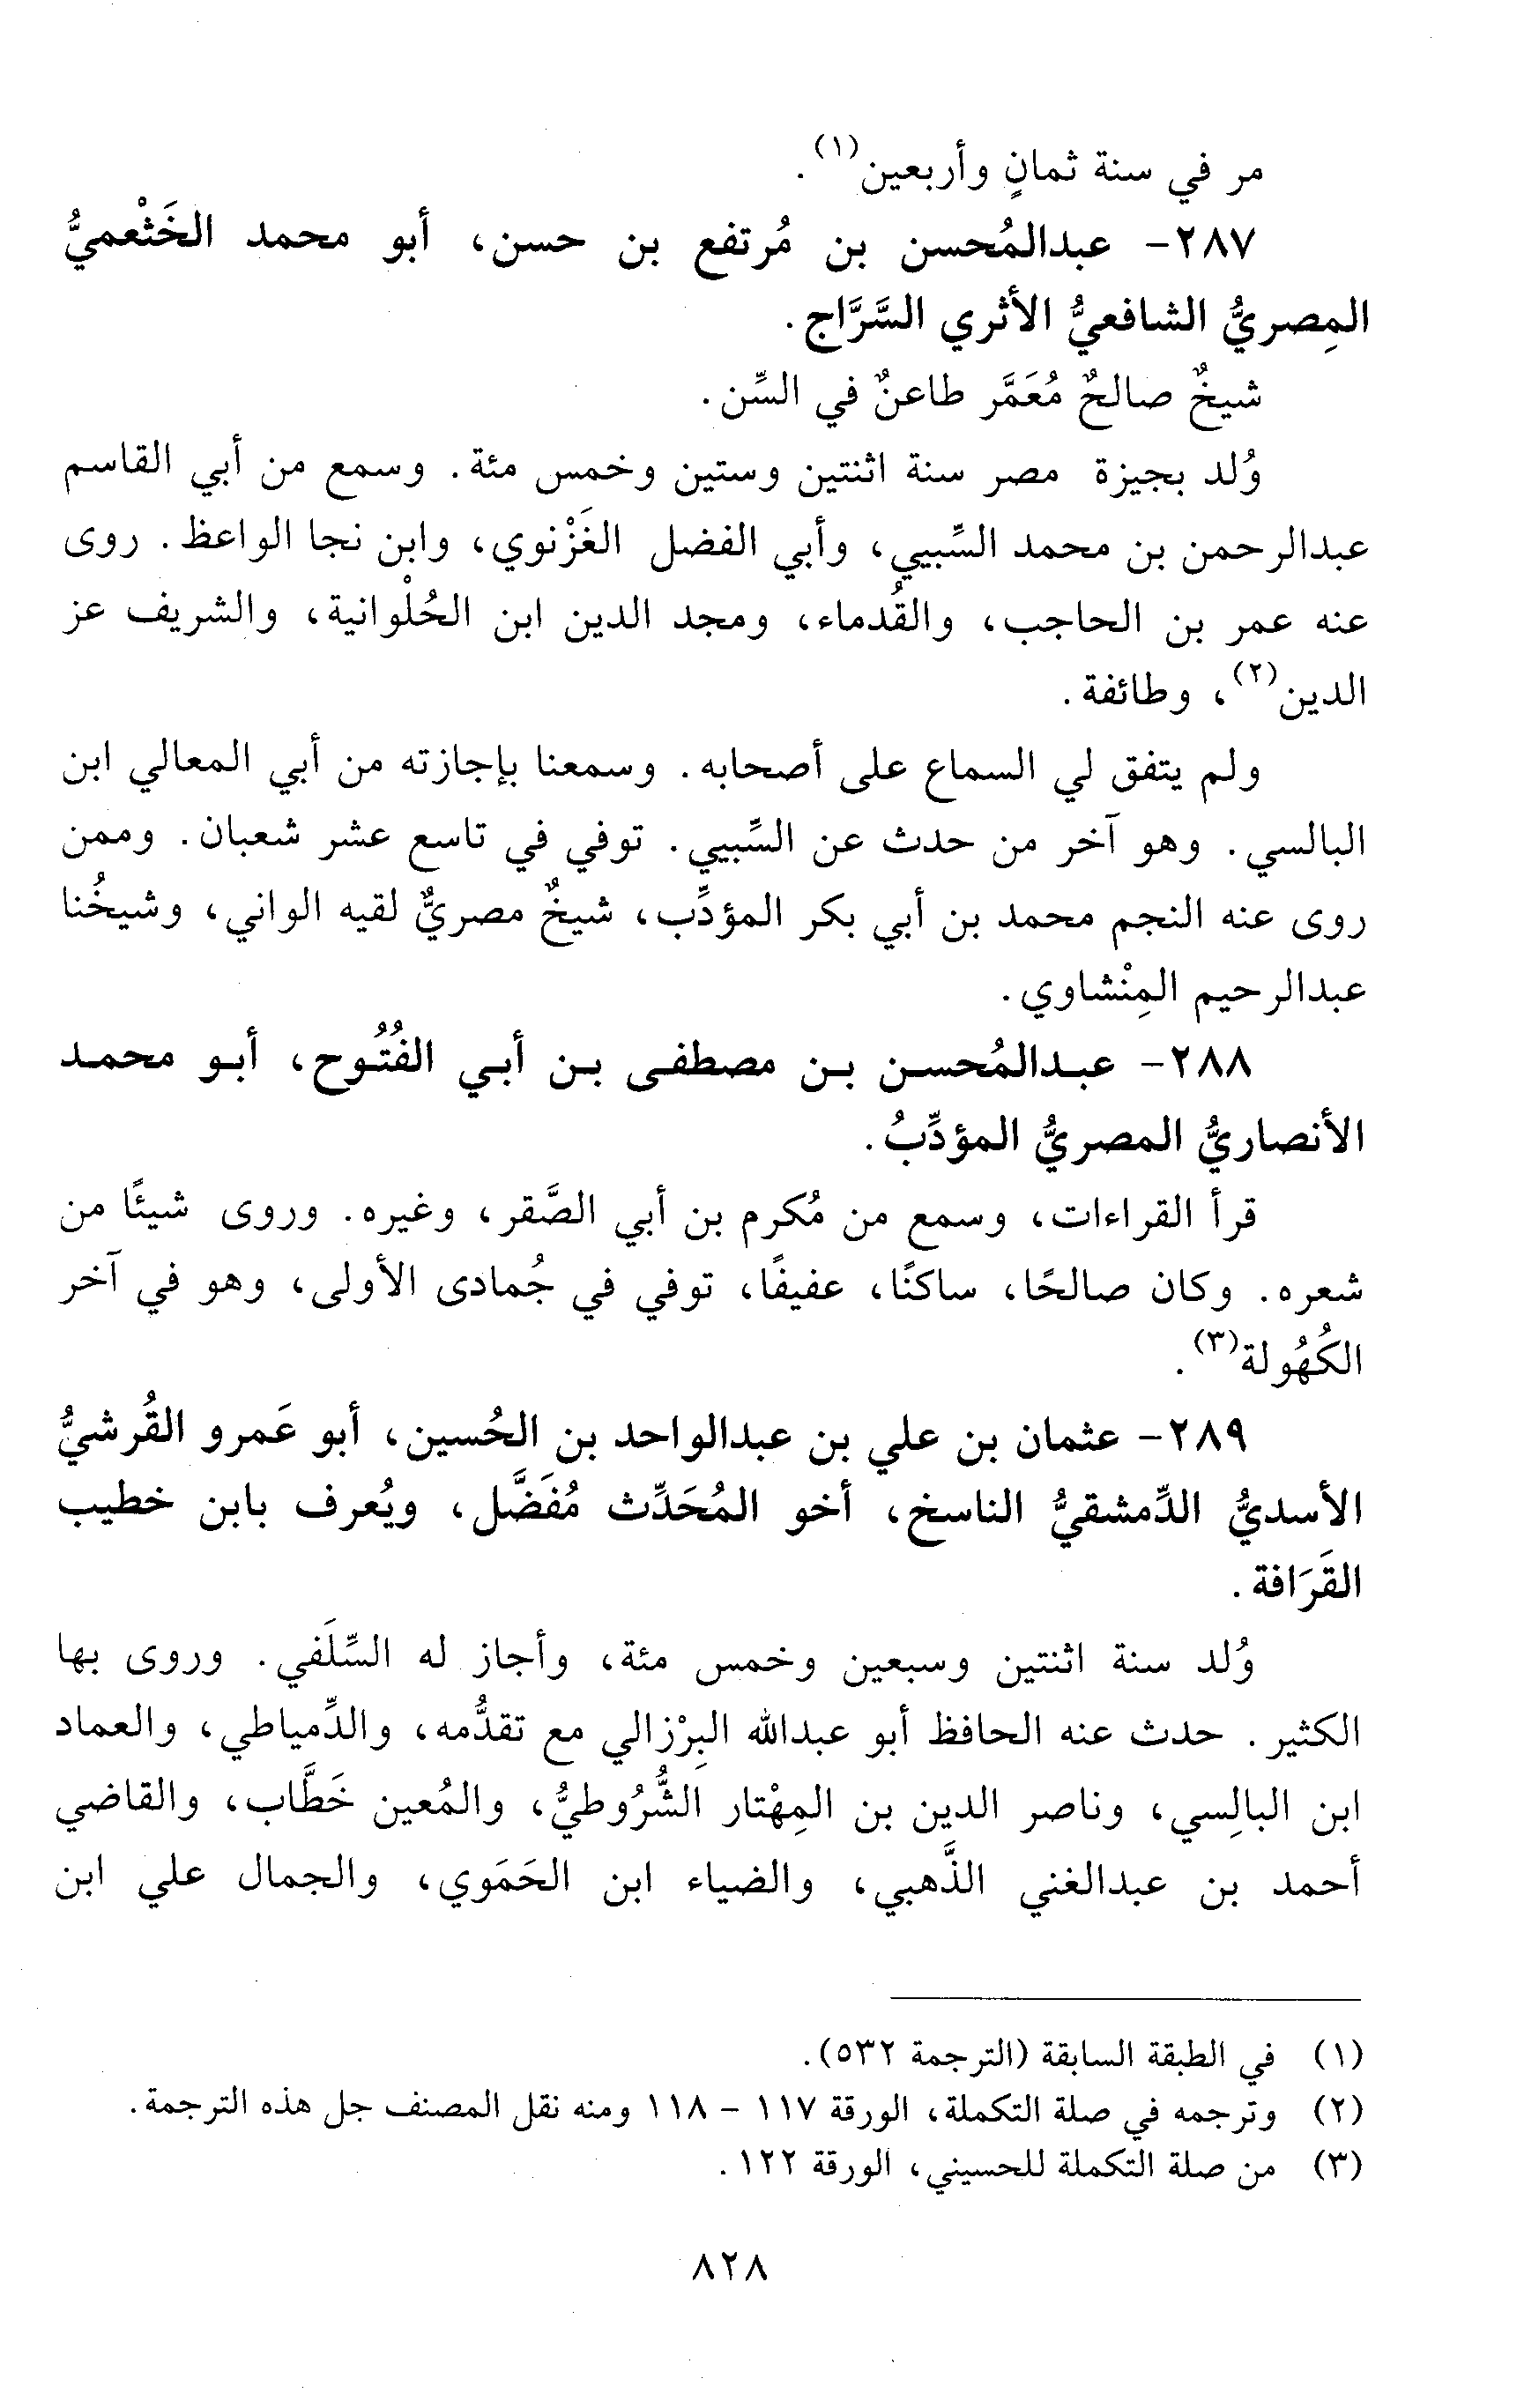 مر في سنة ثمانٍ وأربعين(١).
٢٨٧- عبدالمُحسن بن مُرتفع بن حسن، أبو محمد الخَثْعميُّ
المِصريُّ الشافعيُّ الأثري السَّرَّاج.
شيخٌ صالحٌ مُعَمَّر طاعنٌ في السِّن.
وُلد بجيزة مصر سنة اثنتين وستين وخمس مئة. وسمع من أبي القاسم
عبدالرحمن بن محمد السِّبيي، وأبي الفضل الغَزْنوي، وابن نجا الواعظ. روى
عنه عمر بن الحاجب، والقُدماء، ومجد الدين ابن الحُلْوانية، والشريف عز
الدين(٢)، وطائفة.
ولم يتفق لي السماع على أصحابه. وسمعنا بإجازته من أبي المعالي ابن
البالسي. وهو آخر من حدث عن السِّبيي. توفي في تاسع عشر شعبان. وممن
روى عنه النجم محمد بن أبي بكر المؤدِّب، شيخٌ مصريٌّ لقيه الواني، وشيخُنا
عبدالرحيم المِنْشاوي.
٢٨٨- عبدالمُحسن بن مصطفى بن أبي الفُتُوح، أبو محمد
الأنصاريُّ المصريُّ المؤدِّبُ.
قرأ القراءات، وسمع من مُكرم بن أبي الصَّقر، وغيره. وروى شيئًا من
شعره. وكان صالحًا، ساكنًا، عفيفًا، توفي في جُمادى الأولى، وهو في آخر
الكُهُولة(٣).
٢٨٩- عثمان بن علي بن عبدالواحد بن الحُسين، أبو عَمرو القُرشيُّ
الأسديُّ الدِّمشقيُّ الناسخ، أخو المُحَدِّث مُفَضَّل، ويُعرف بابن خطيب
القَرَافة.
وُلد سنة اثنتين وسبعين وخمس مئة، وأجاز له السِّلَفي. وروى بها
الكثير. حدث عنه الحافظ أبو عبدالله البِرْزالي مع تقدُّمه، والدِّمياطي، والعماد
ابن البالِسي، وناصر الدين بن المِهْتار الشُّرُوطيُّ، والمُعين خَطَّاب، والقاضي
أحمد بن عبدالغني الذَّهبي، والضياء ابن الحَمَوي، والجمال علي ابن
(١) في الطبقة السابقة (الترجمة ٥٣٢).
(٢) وترجمه في صلة التكملة، الورقة ١١٧ - ١١٨ ومنه نقل المصنف جل هذه الترجمة.
(٣) من صلة التكملة للحسيني، الورقة ١٢٢.
٨٢٨